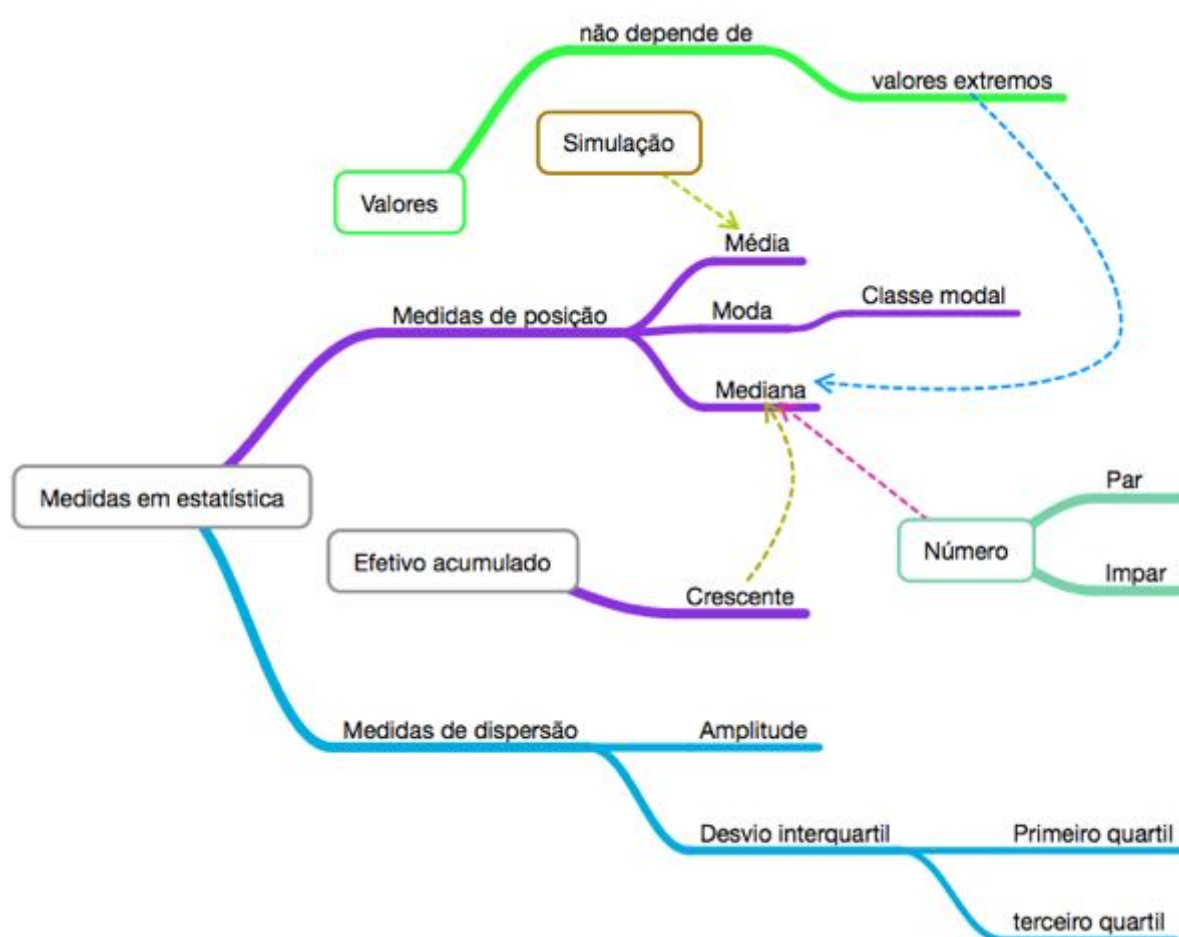 não depende de
valores extremos
Simulação
Valores
Média
Medidas de posição
Moda
Classe modal
Mediana
Medidas em estatística
Par
Número
Efetivo acumulado
Impar
Crescente
Medidas de dispersão
Amplitude
Desvio interquartil
Primeiro quartil
terceiro quartil